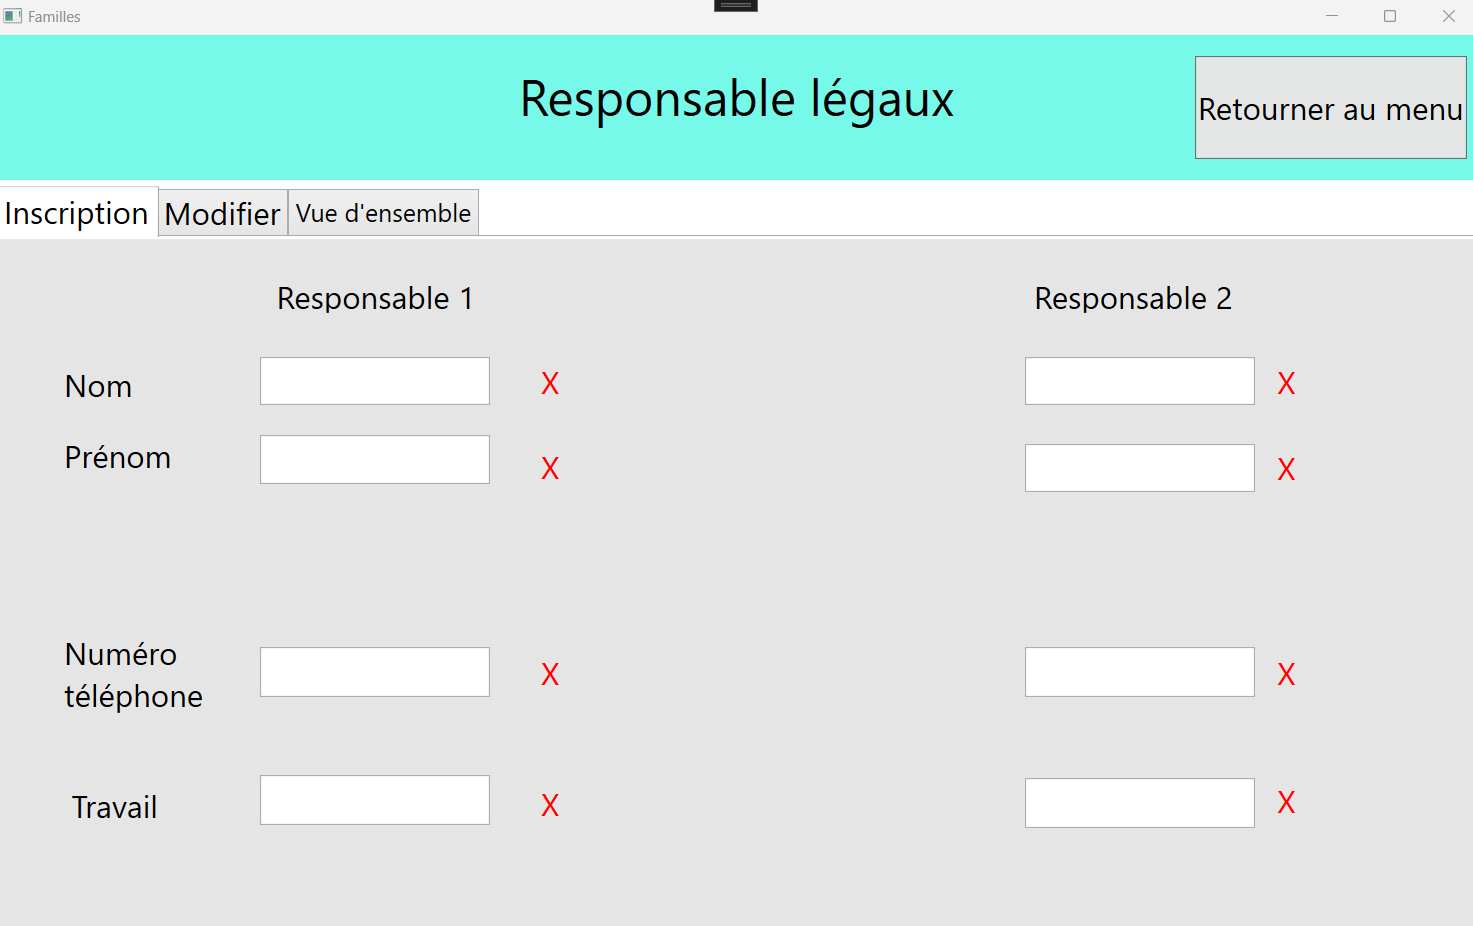 Familles
Responsable légaux
Retourner au menu
Inscription Modifier Vue d'ensemble
Responsable 1 Responsable 2
Nom X X
Prénom X X
Numéro
téléphone X X
Travail X X